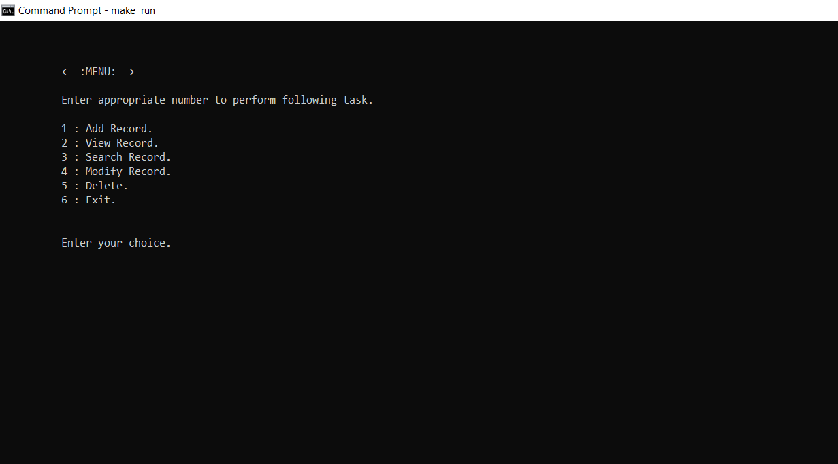 Command Prompt - make run
< :MENU: >
Enter appropriate number to perform following task.
1 : Add Record.
2 : View Record.
3 : Search Record.
4 : Modify Record.
5 : Delete.
6 : Exit.
Enter your choice.